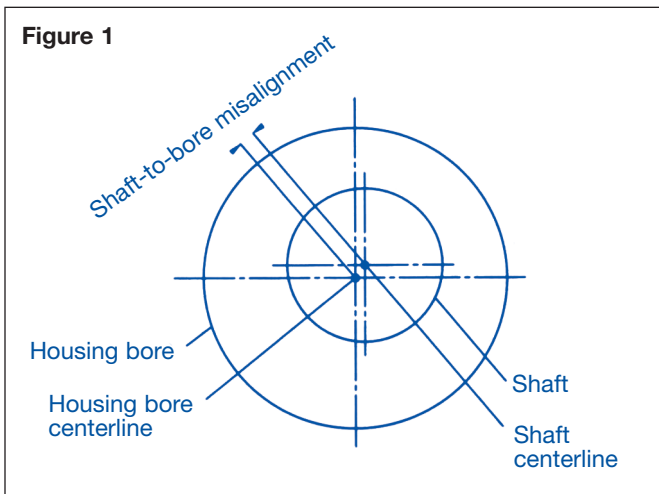 Figure 1
Shaft-to-bore misalignment
Housing bore
Housing bore
centerline
Shaft
Shaft
centerline